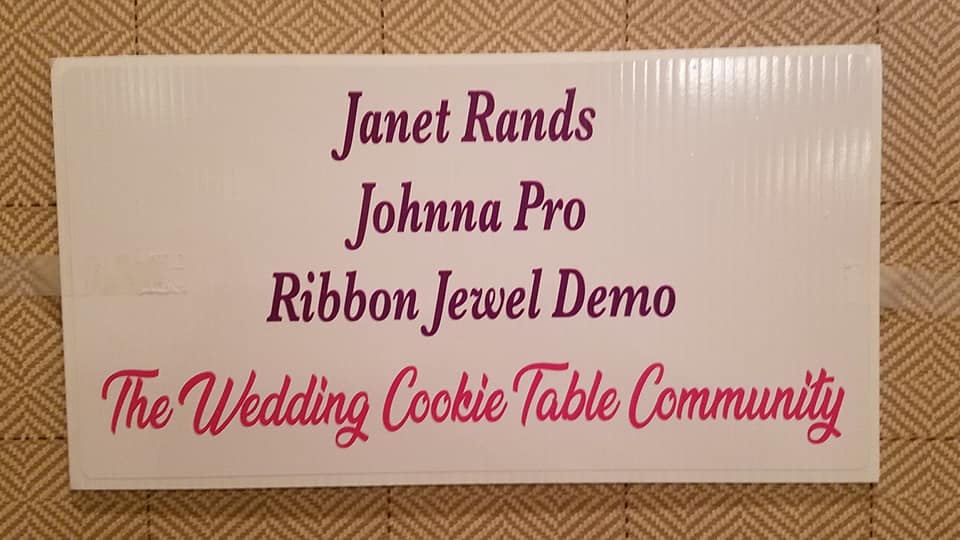 Janet Rands
Johnna Pro
Ribbon Jewel Demo
The Wedding Cookie Table Community